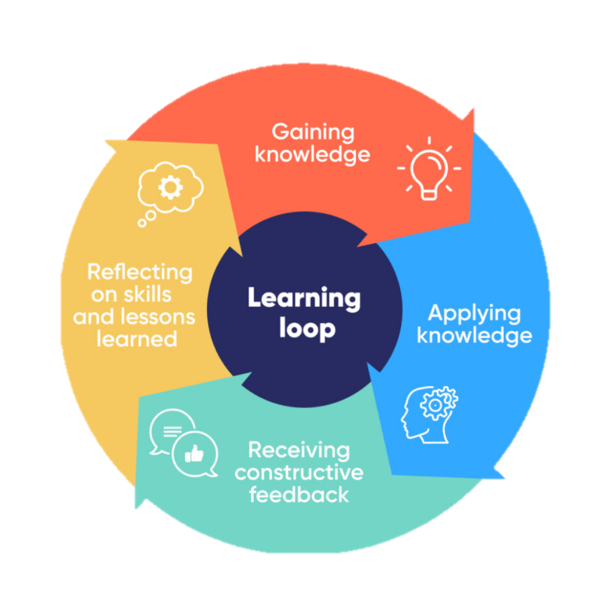 Gaining
knowledge
Applying
knowledge
Receiving
constructive
feedback
Reflecting
on skills
and lessons
learned
Learning
loop